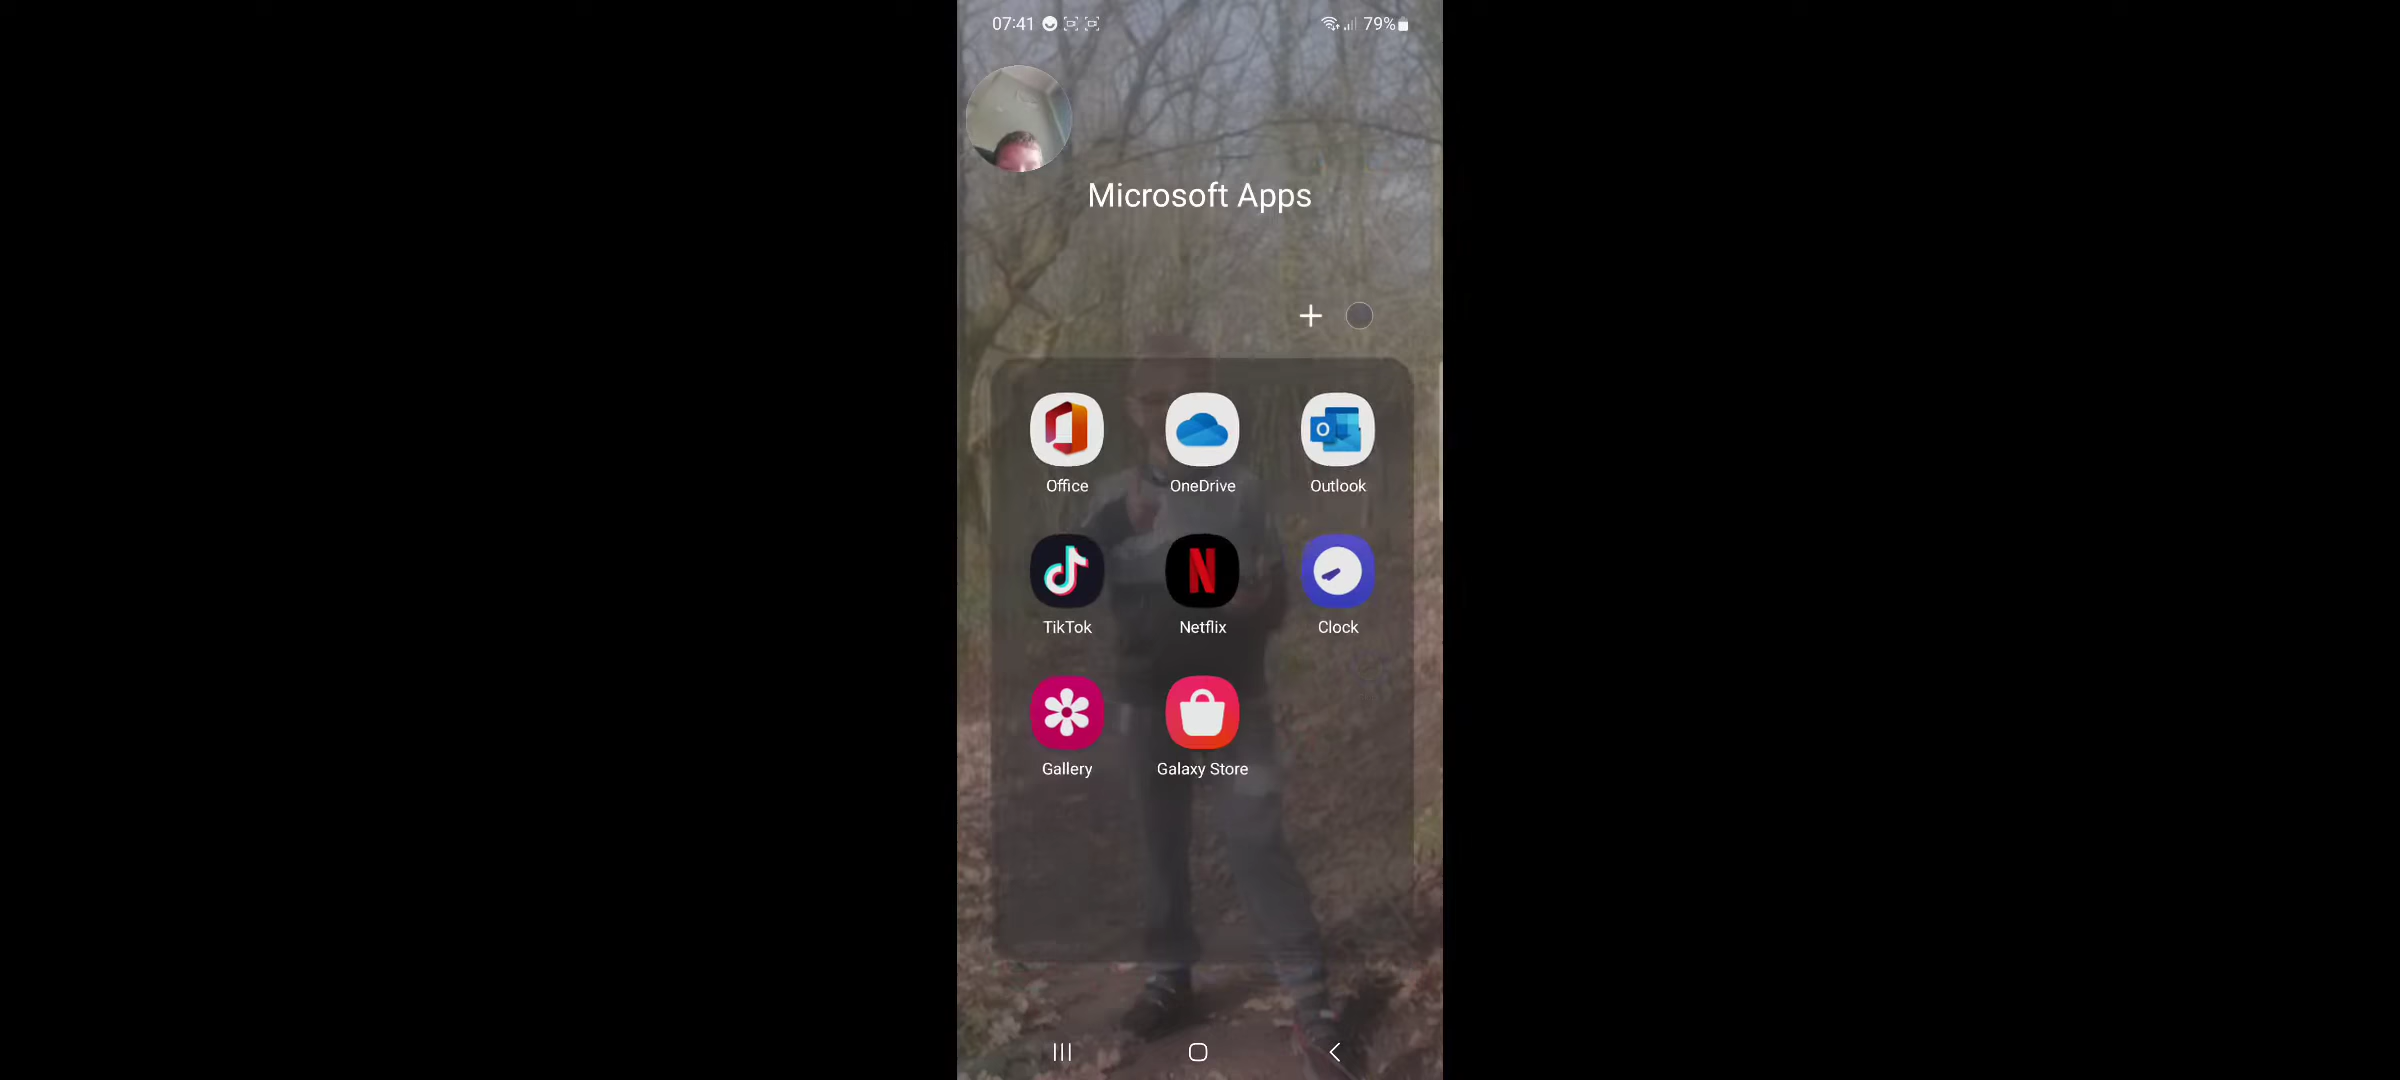 07:41 79%
Microsoft Apps
Office OneDrive Outlook
TikTok Netflix Clock
Gallery Galaxy Store